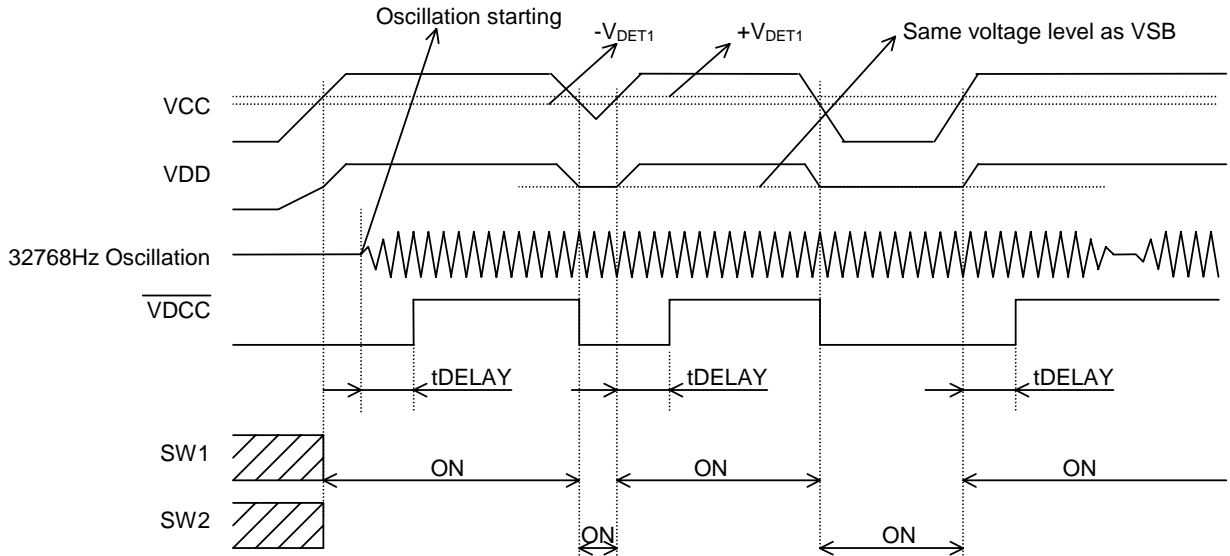 Oscillation starting
-VDET1
+VDET1
Same voltage level as VSB
VCC
VDD
32768Hz Oscillation
VDCC
tDELAY
tDELAY
tDELAY
SW1
ON
ON
ON
SW2
ON
ON